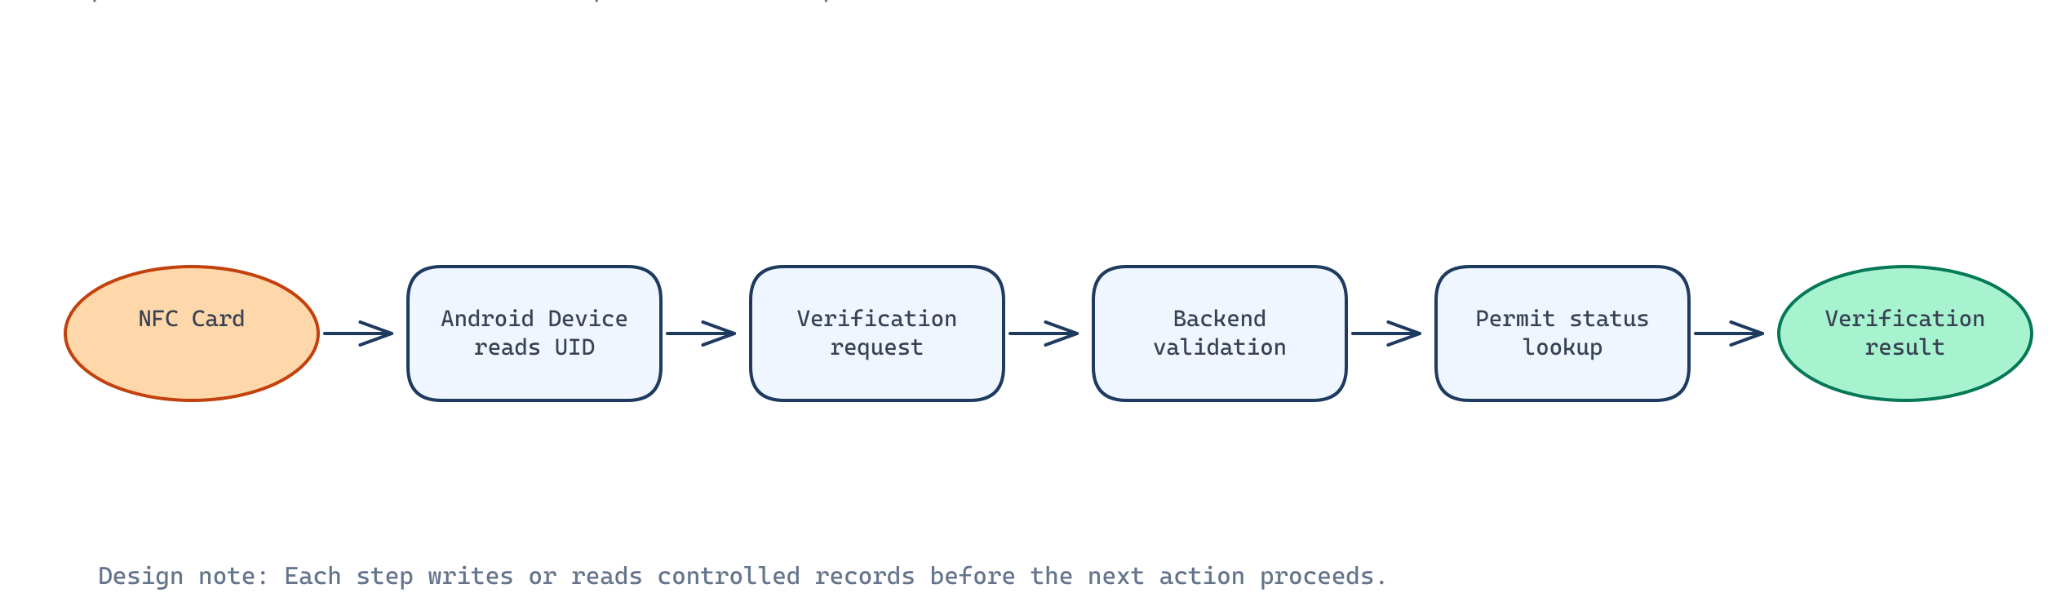 NFC Card
Android Device
reads UID
Verification
request
Backend
validation
Permit status
lookup
Verification
result
Design note: Each step writes or reads controlled records before the next action proceeds.